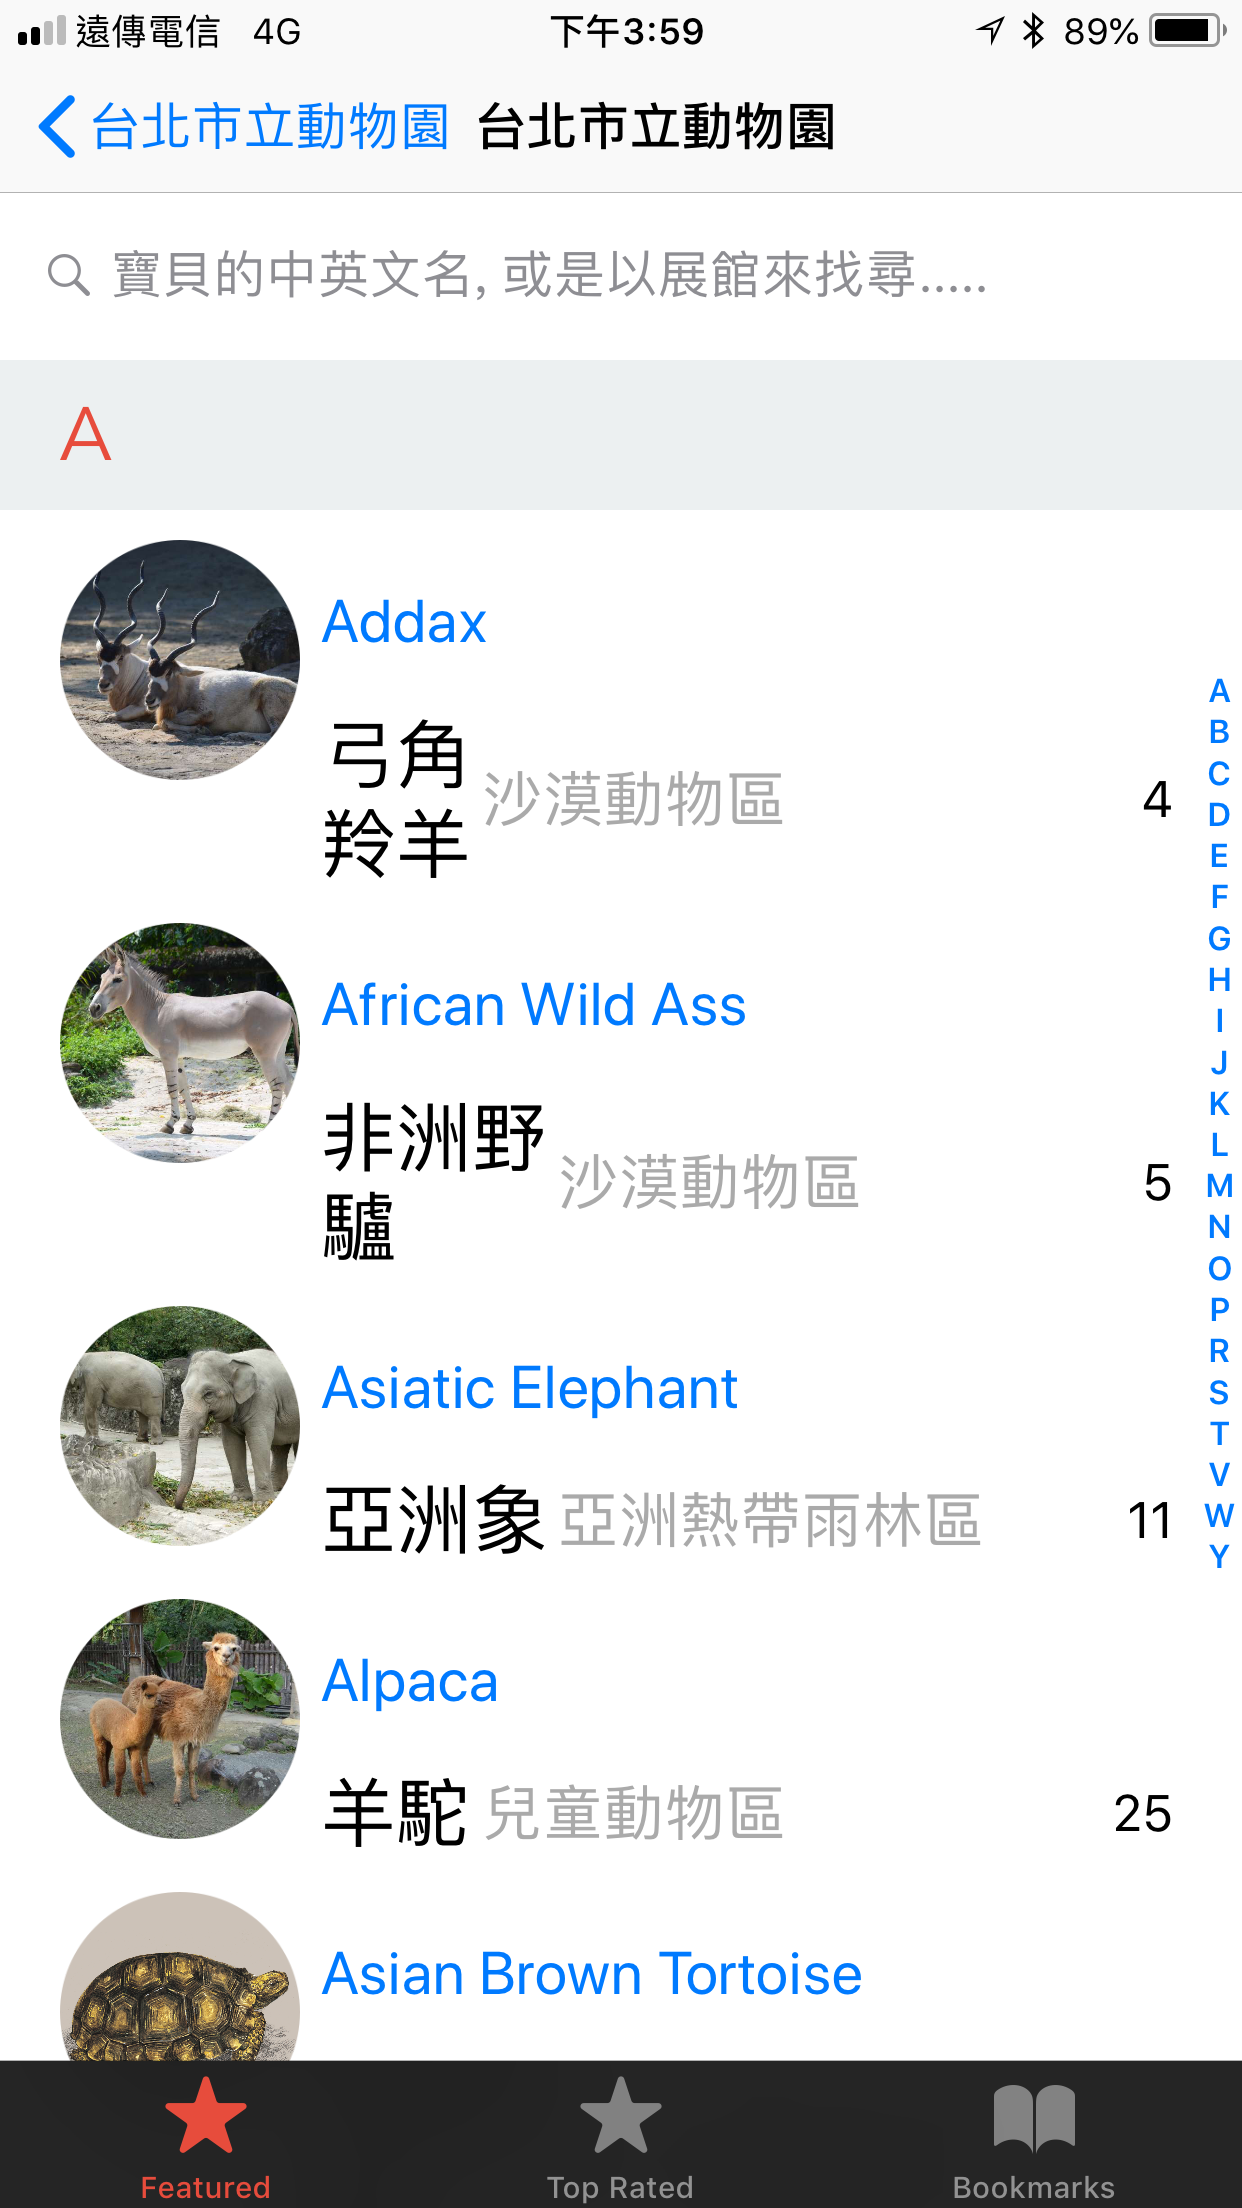 遠傳電信 4G 下午3:59 89%
台北市立動物園 台北市立動物園
寶貝的中英文名, 或是以展館來找尋.....
A
Addax
弓角
羚羊
沙漠動物區
4
African Wild Ass
非洲野
驢
沙漠動物區
5
Asiatic Elephant
亞洲象 亞洲熱帶雨林區 11
Alpaca
羊駝 兒童動物區 25
Asian Brown Tortoise
A
B
C
D
E
F
G
H
I
J
K
L
M
N
O
P
R
S
T
V
W
Y
Featured Top Rated Bookmarks